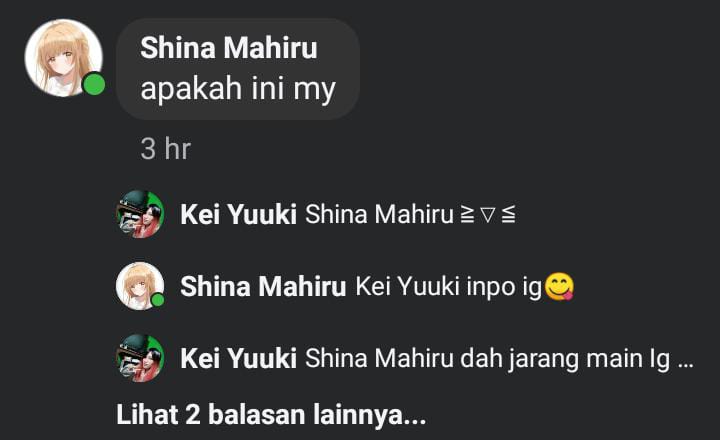 Shina Mahiru
apakah ini my
3 hr
Kei Yuuki Shina Mahiru ≧▽≦
Shina Mahiru Kei Yuuki inpo ig😋
Kei Yuuki Shina Mahiru dah jarang main Ig ...
Lihat 2 balasan lainnya...